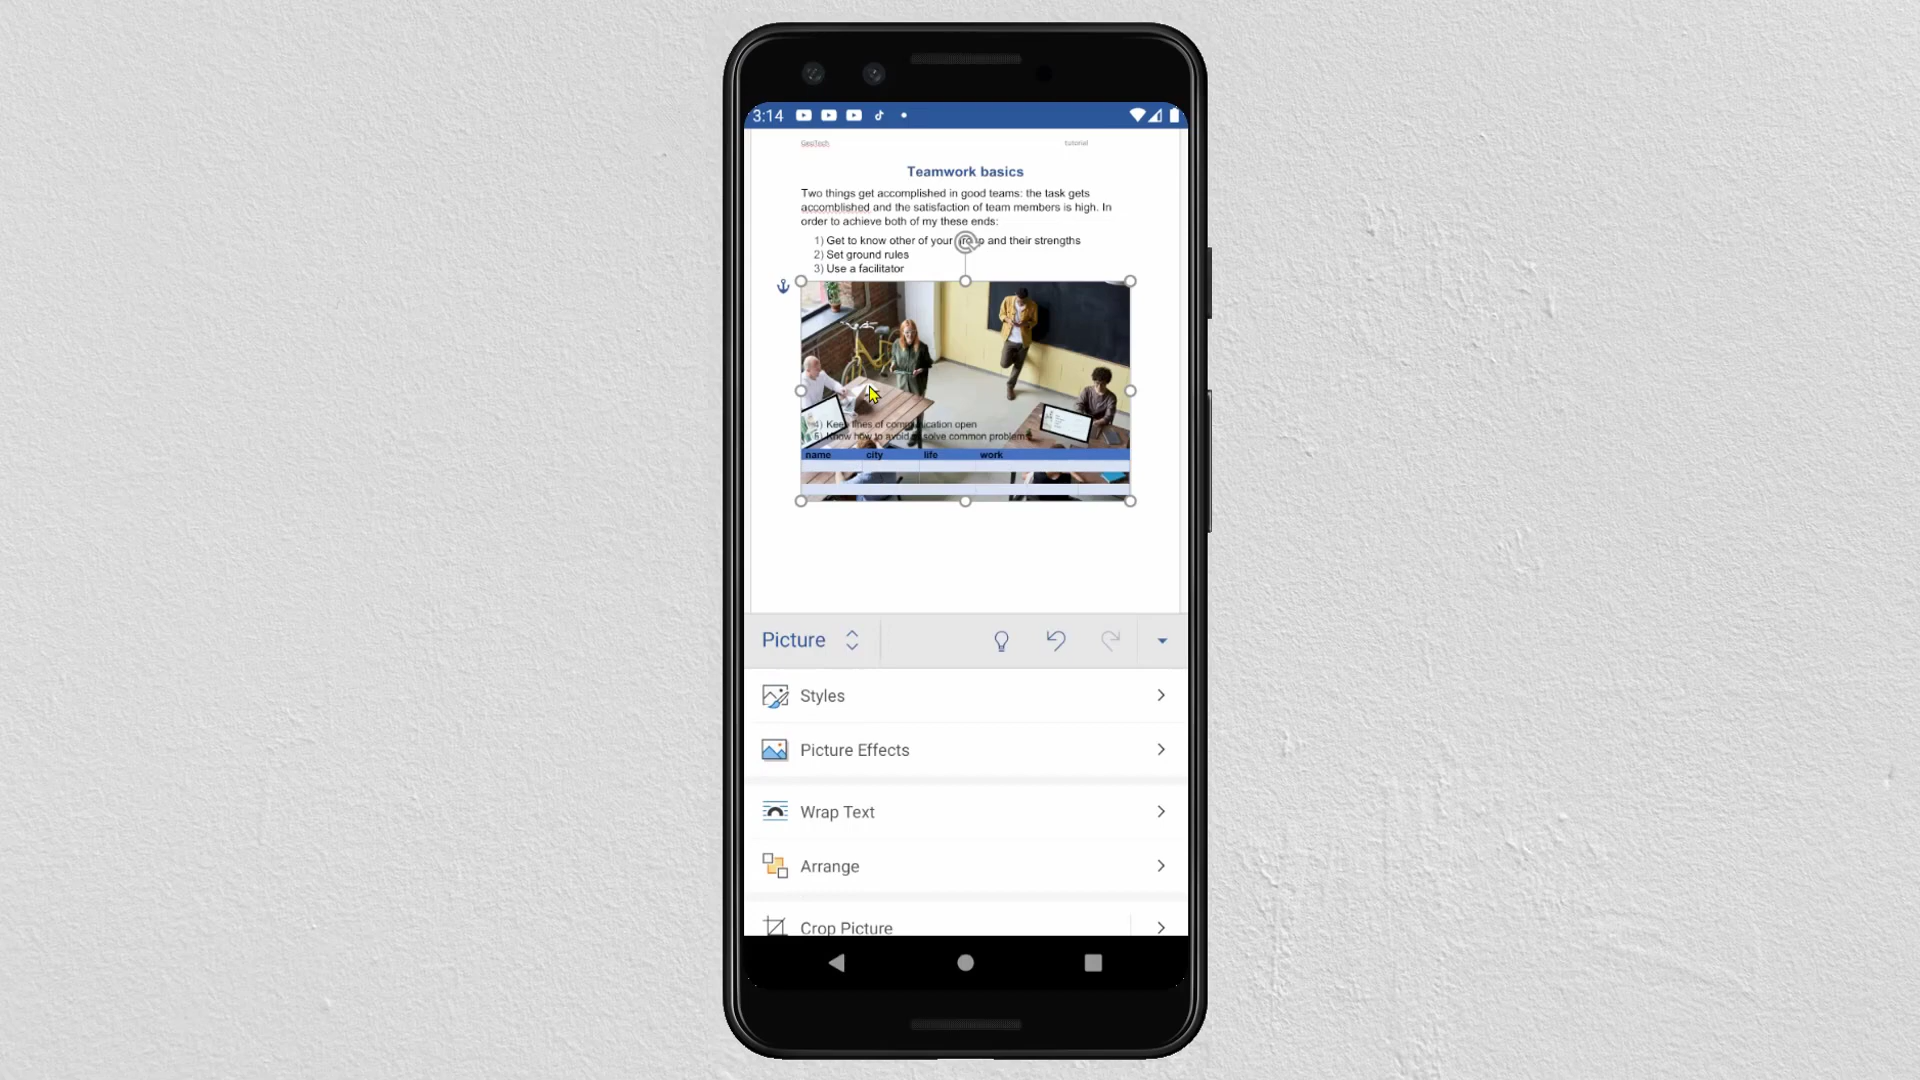 3:14
tutorial
Teamwork basics
Two things get accomplished in good teams: the task gets
accomblished and the satisfaction of team members is high. In
order to achieve both of my these ends:
1) Get to know other of your group and their strengths
2) Set ground rules
3) Use a facilitator
4) Keep lines of communication open
5) Know how to avoid solve common problems
name city life work
Picture
Styles
Picture Effects
Wrap Text
Arrange
Crop Picture